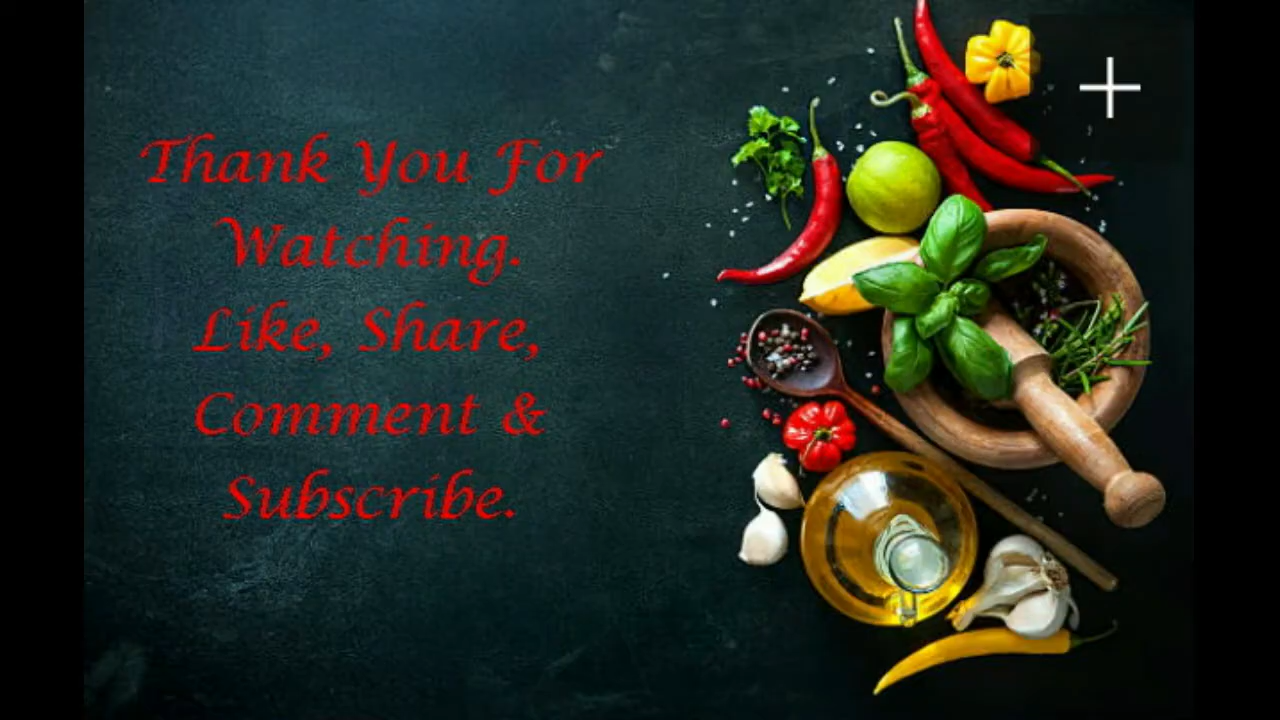 Thank You For
Watching.
Like, Share,
Comment &
Subscribe.